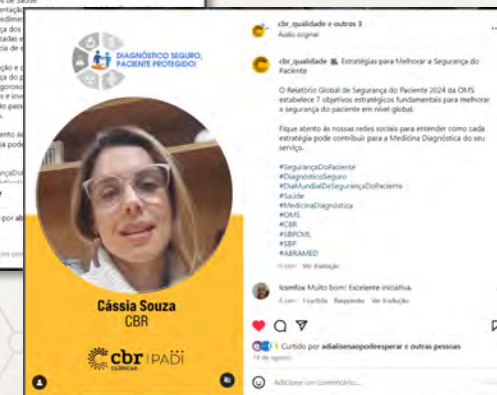 DIAGNÓSTICO SEGURO,
PACIENTE PROTEGIDO!
Cássia Souza
CBR
cbr PADI
cbr_qualidade e outros 3
Áudio original
cbr_qualidade Estratégias para Melhorar a Segurança do
Paciente
O Relatório Global de Segurança do Paciente 2024 da OMS
estabelece 7 objetivos estratégicos fundamentais para melhorar
a segurança do paciente em nível global.
Fique atento às nossas redes sociais para entender como cada
estratégia pode contribuir para a Medicina Diagnóstica do seu
serviço.
#SegurançaDoPaciente
#DiagnósticoSeguro
#DiaMundialDeSegurançaDoPaciente
#Saúde
#MedicinaDiagnóstica
#OMS
#CBR
#SBPCML
#SBP
#ABRAMED
Ver tradução
Muito bom! Excelente iniciativa.
1 curtida Responder Ver tradução
Curtido por adialisenaopodeesperar e outras pessoas
14 de agosto
Adicione um comentário...